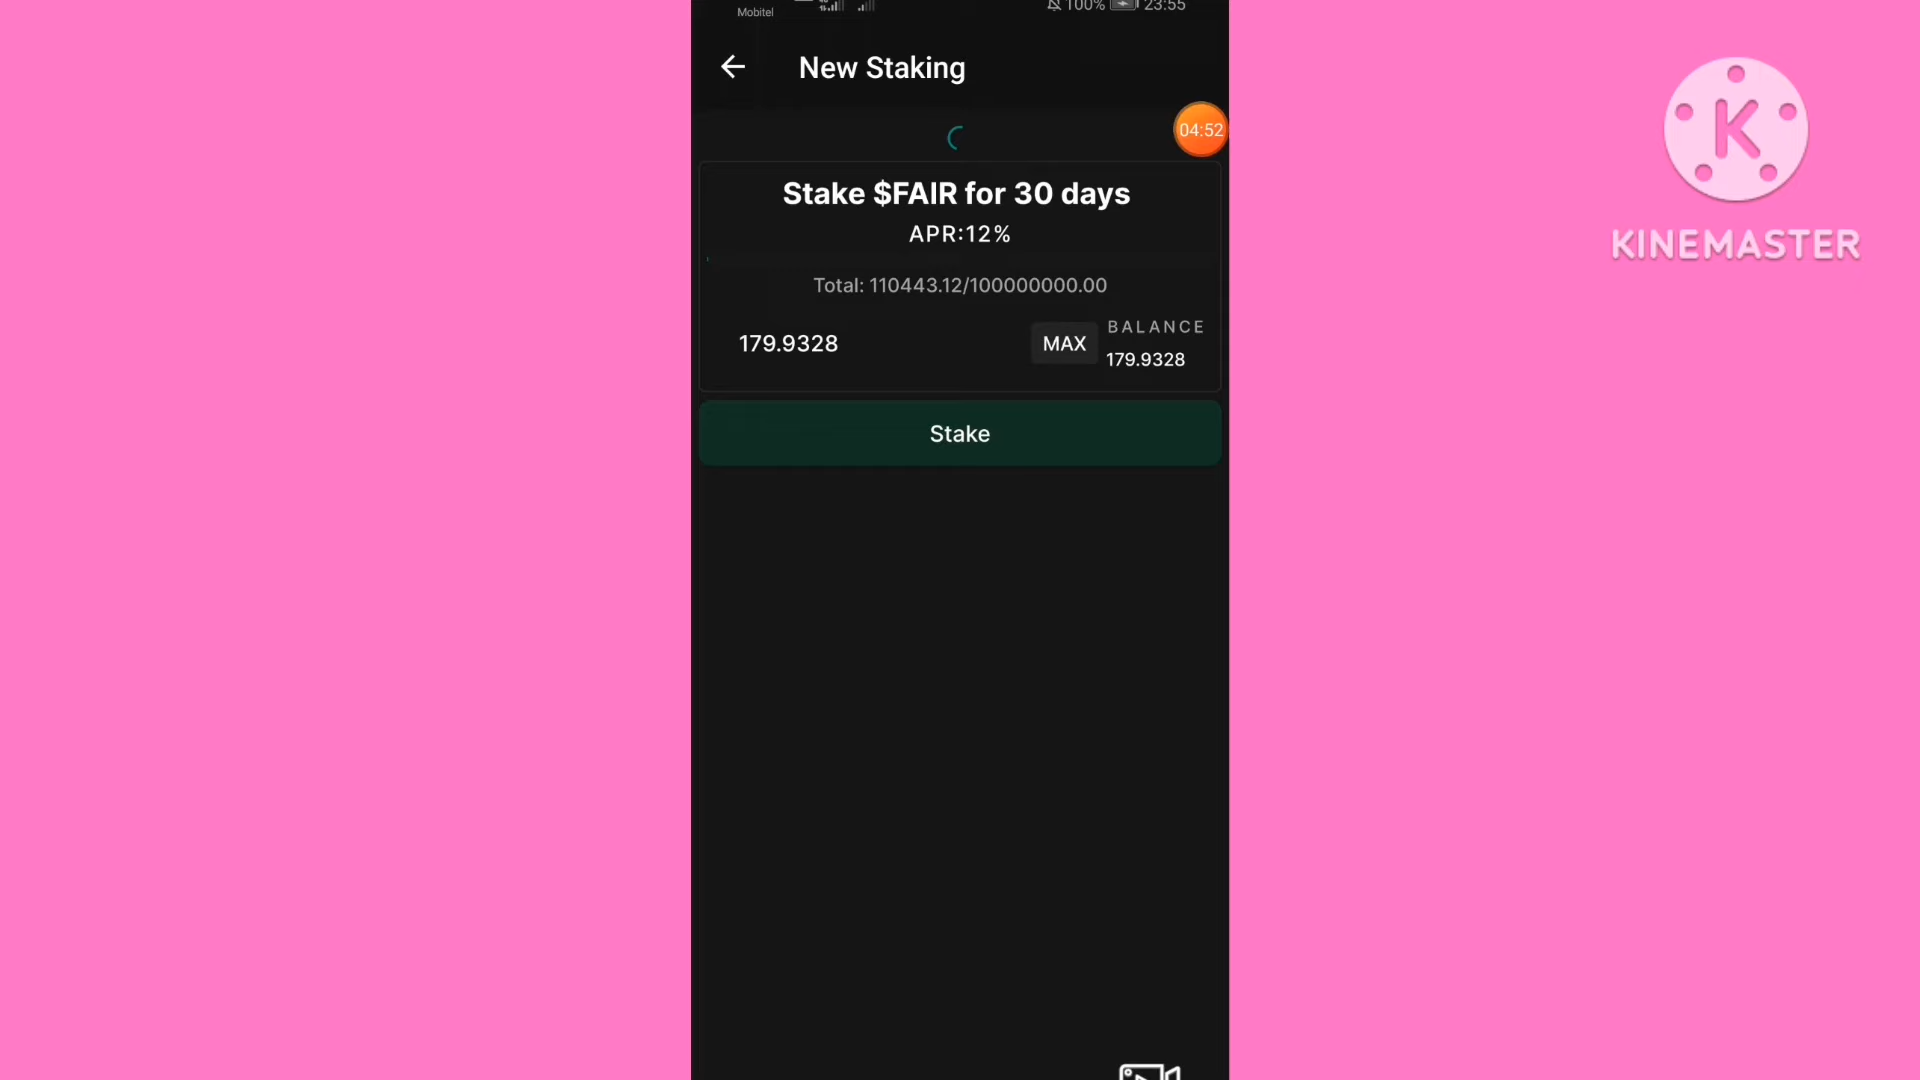 Mobitel
100% 23:55
New Staking
04:52
Stake $FAIR for 30 days
APR:12%
Total: 110443.12/100000000.00
179.9328
MAX
BALANCE
179.9328
Stake
K
KINEMASTER